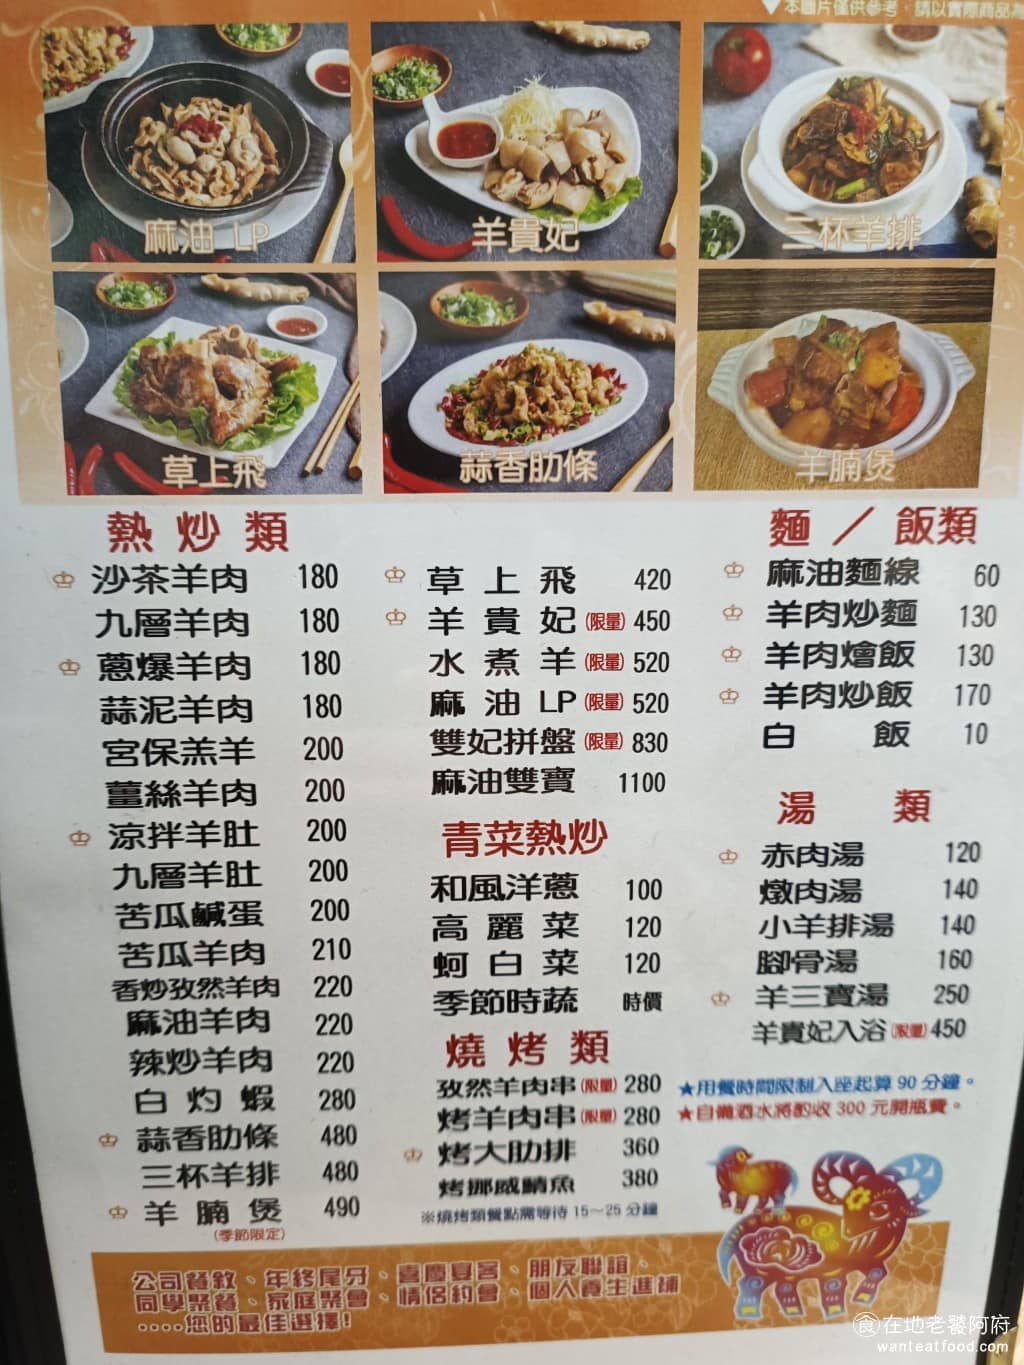 ▼本圖片僅供參考，請以實際商品為
麻油 LP
羊貴妃
三杯羊排
草上飛
蒜香肋條
羊腩煲
熱炒類
沙茶羊肉 180
九層羊肉 180
蔥爆羊肉 180
蒜泥羊肉 180
宮保羔羊 200
薑絲羊肉 200
涼拌羊肚 200
九層羊肚 200
苦瓜鹹蛋 200
苦瓜羊肉 210
香炒孜然羊肉 220
麻油羊肉 220
辣炒羊肉 220
白灼蝦 280
蒜香肋條 480
三杯羊排 480
羊腩煲 490
(季節限定)
草上飛 420
羊貴妃(限量) 450
水煮羊(限量) 520
麻油 LP(限量) 520
雙妃拼盤(限量) 830
麻油雙寶 1100
青菜熱炒
和風洋蔥 100
高麗菜 120
蚵白菜 120
季節時蔬 時價
燒烤類
孜然羊肉串(限量) 280
烤羊肉串(限量) 280
烤大肋排 360
烤挪威鯖魚 380
※燒烤類餐點需等待 15～25 分鐘
麵／飯類
麻油麵線 60
羊肉炒麵 130
羊肉燴飯 130
羊肉炒飯 170
白飯 10
湯類
赤肉湯 120
燉肉湯 140
小羊排湯 140
腳骨湯 160
羊三寶湯 250
羊貴妃入浴(限量) 450
★用餐時間限制入座起算 90 分鐘。
★自備酒水將酌收 300 元開瓶費。
公司餐敘、年終尾牙、喜慶宴客、朋友聯誼、
同學聚餐、家庭聚會、情侶約會、個人養生進補
....您的最佳選擇!
食在地老饕阿府
wanteatfood.com